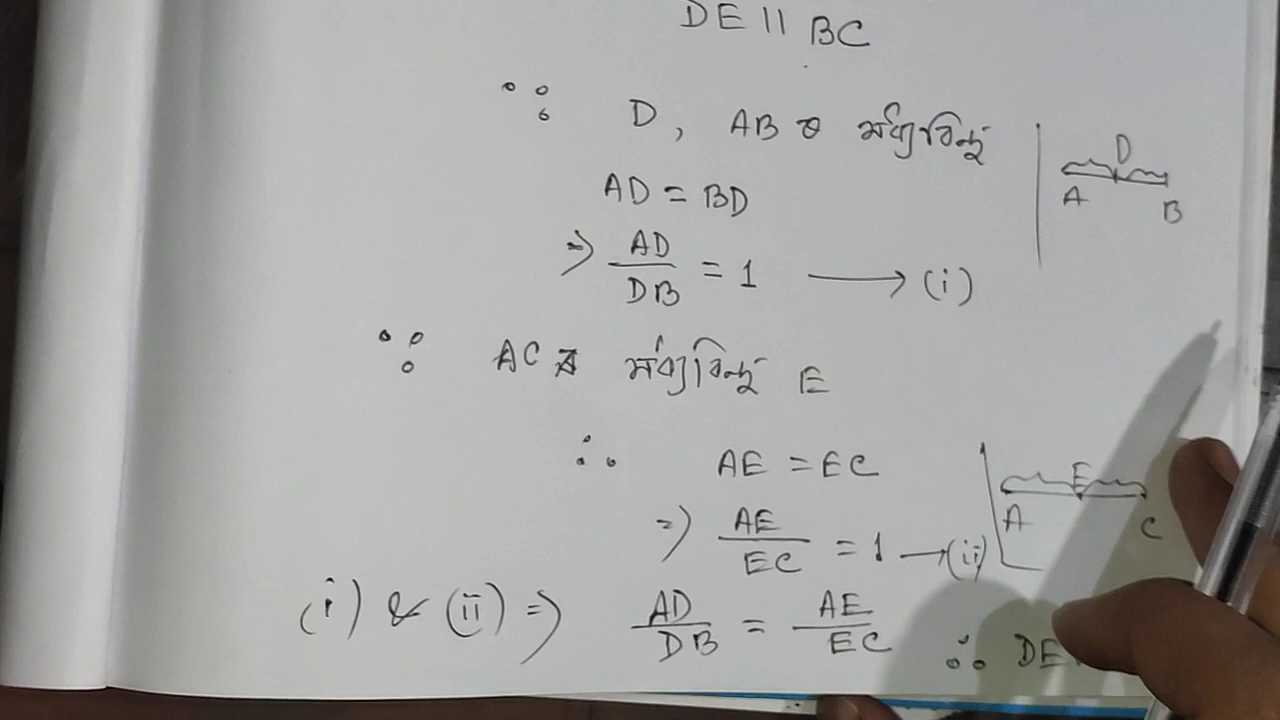 DE || BC
∵ D, AB ৰ মধ্যবিন্দু
D
A B
AD = BD
⇒ AD/DB = 1 ⟶ (i)
∵ AC ৰ মধ্যবিন্দু E
∴ AE = EC
E
A C
⇒ AE/EC = 1 ⟶ (ii)
(i) & (ii) ⇒ AD/DB = AE/EC ∴ DE